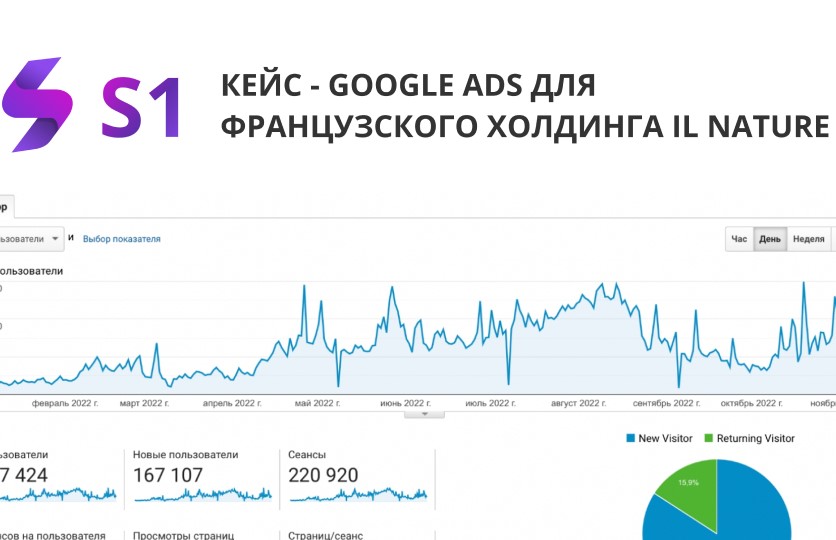 S1
КЕЙС - GOOGLE ADS ДЛЯ
ФРАНЦУЗСКОГО ХОЛДИНГА IL NATURE
ор
ьзователи и Выбор показателя Час День Неделя
ользователи
0
0
февраль 2022 г. март 2022 г. апрель 2022 г. май 2022 г. июнь 2022 г. июль 2022 г. август 2022 г. сентябрь 2022 г. октябрь 2022 г. ноябр
New Visitor Returning Visitor
ьзователи Новые пользователи Сеансы
7 424 167 107 220 920
15,9%
нсов на пользователя Просмотры страниц Страниц/сеанс